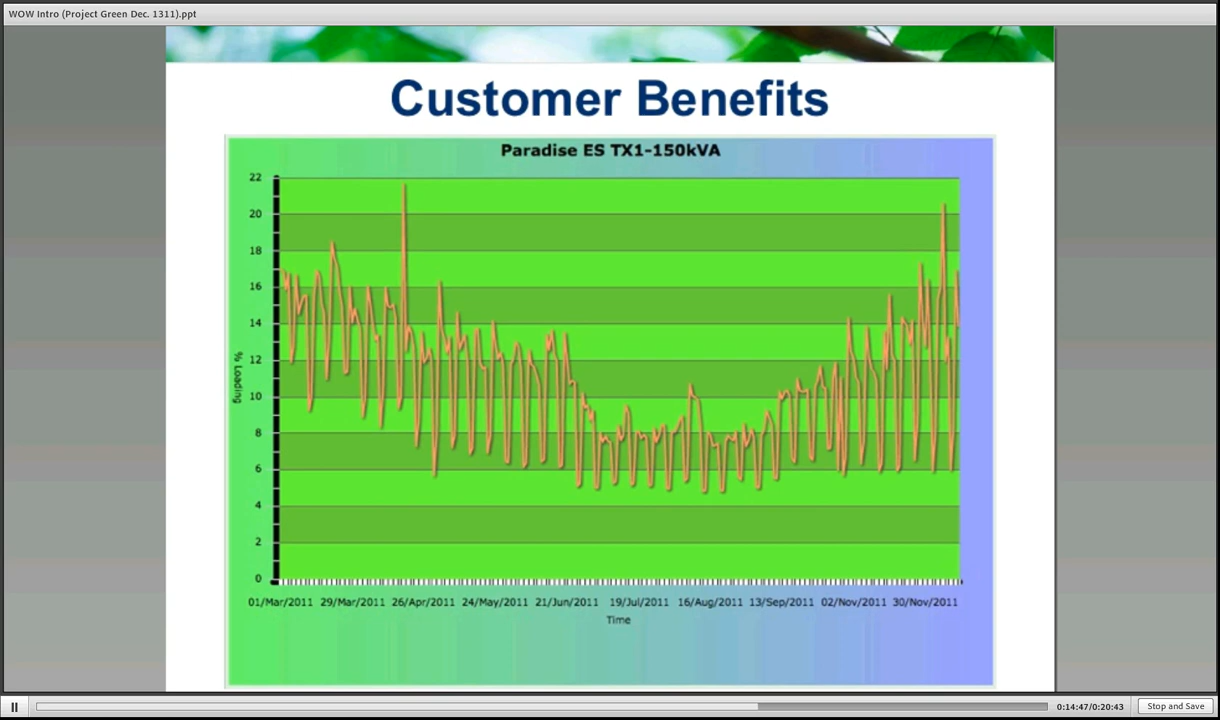 WOW Intro (Project Green Dec. 1311).ppt
Customer Benefits
Paradise ES TX1-150kVA
22
20
18
16
14
12
10
8
6
4
2
0
% Loading
01/Mar/2011 29/Mar/2011 26/Apr/2011 24/May/2011 21/Jun/2011 19/Jul/2011 16/Aug/2011 13/Sep/2011 02/Nov/2011 30/Nov/2011
Time
0:14:47/0:20:43 Stop and Save